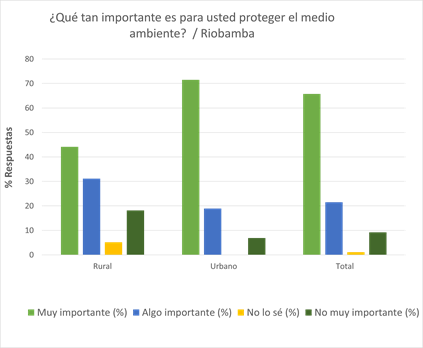 ¿Qué tan importante es para usted proteger el medio
ambiente? / Riobamba
80
70
60
50
40
30
20
10
0
% Respuestas
Rural
Urbano
Total
Muy importante (%)
Algo importante (%)
No lo sé (%)
No muy importante (%)